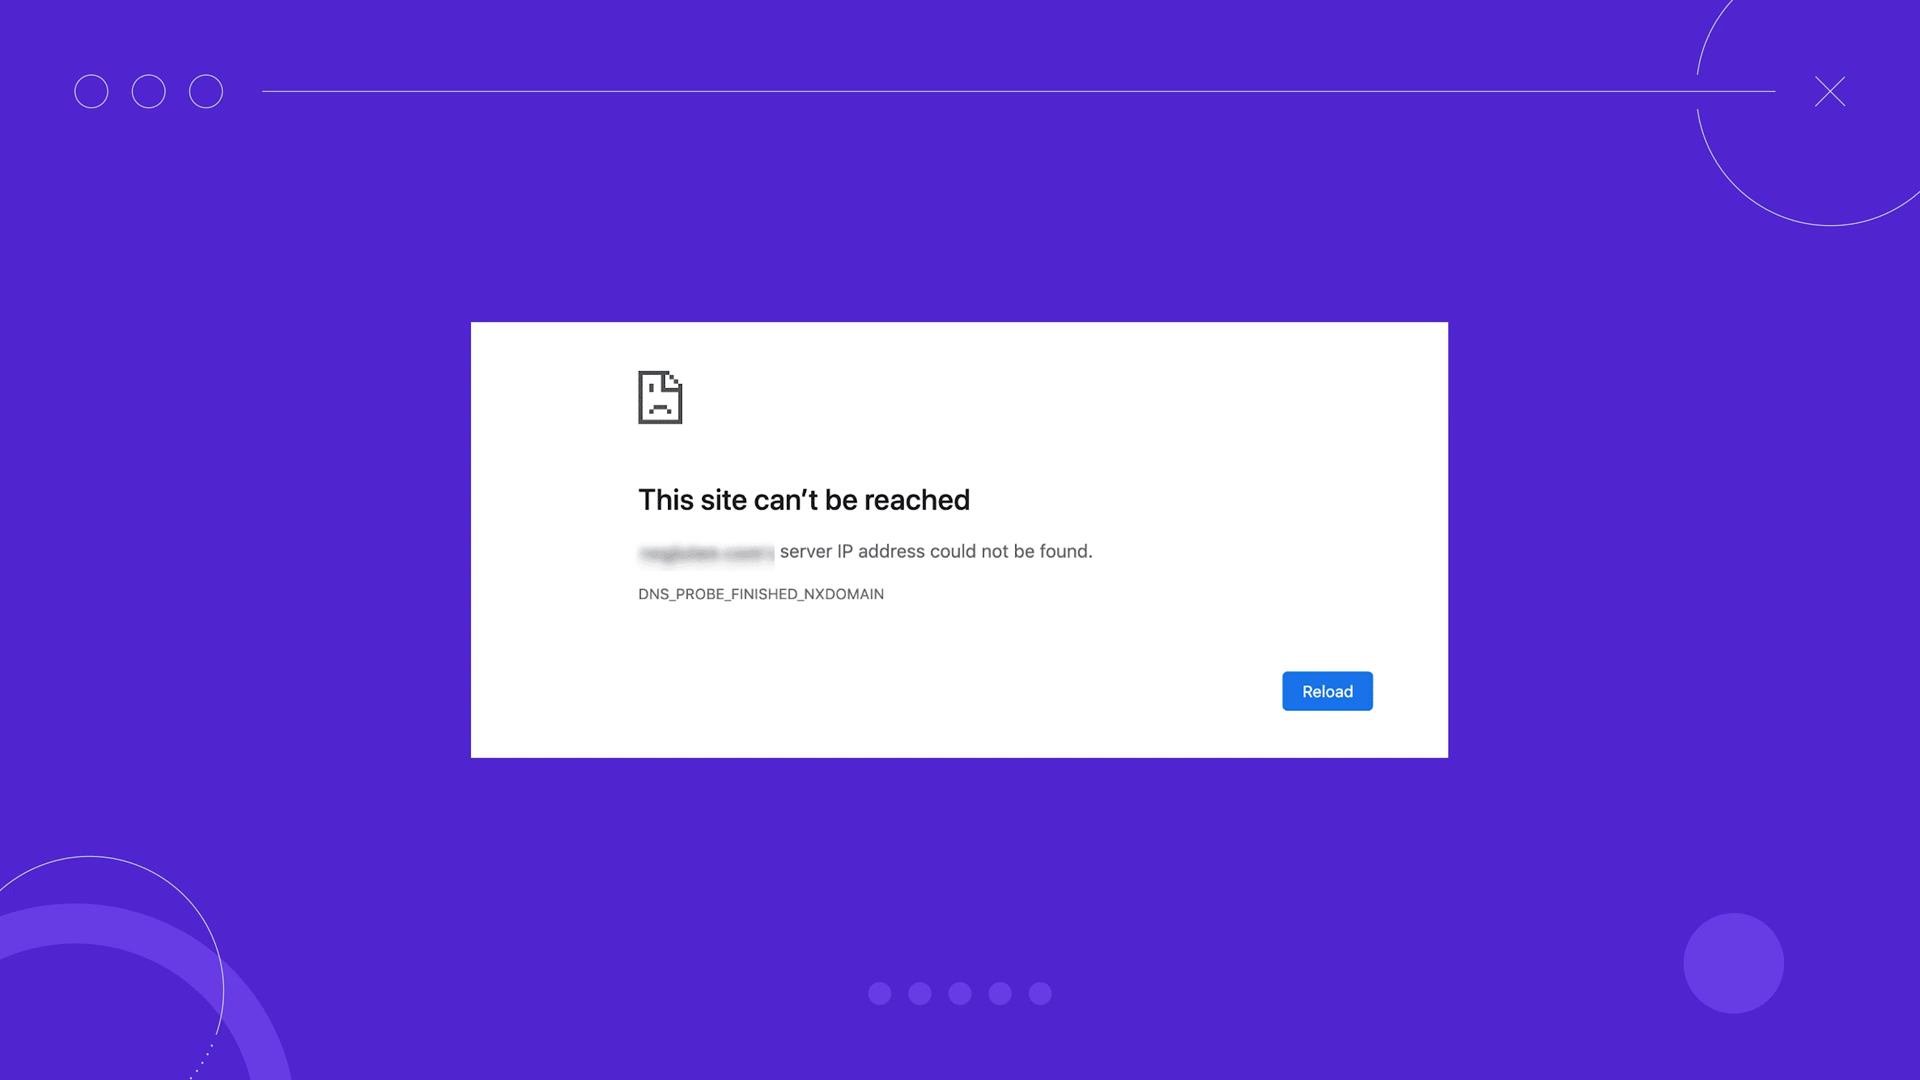 This site can’t be reached
server IP address could not be found.
DNS_PROBE_FINISHED_NXDOMAIN
Reload